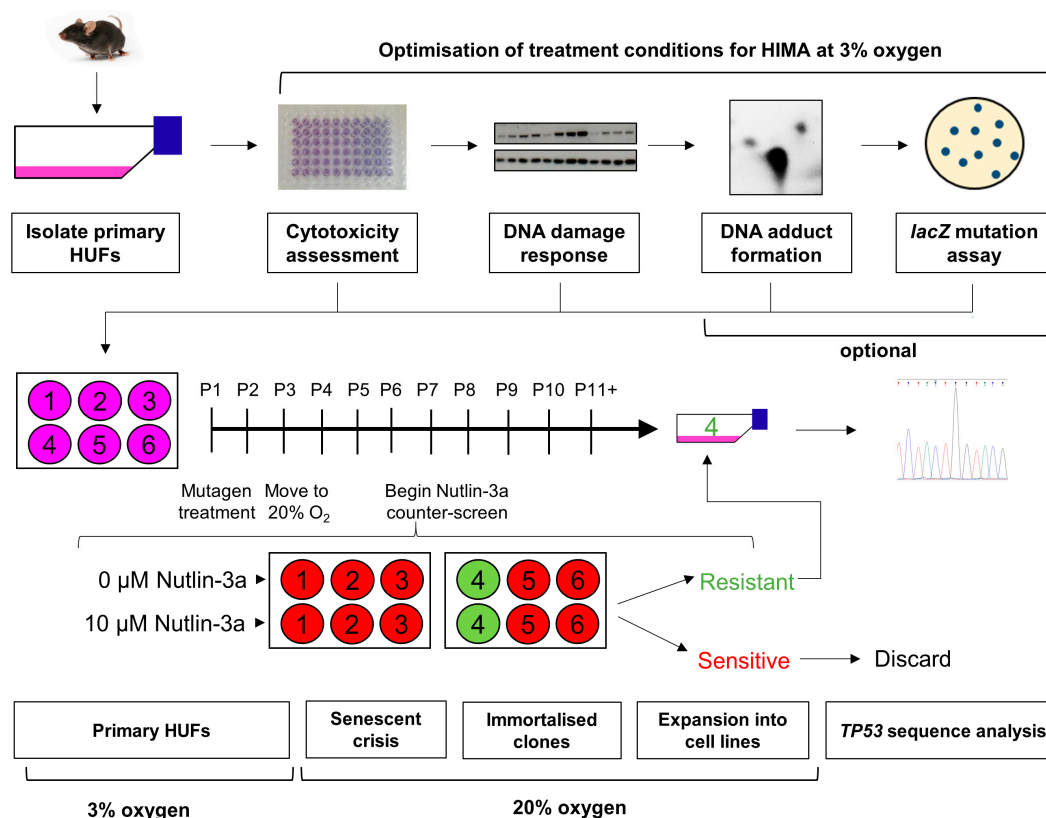 Optimisation of treatment conditions for HIMA at 3% oxygen
Isolate primary
HUFs
Cytotoxicity
assessment
DNA damage
response
DNA adduct
formation
lacZ mutation
assay
optional
1 2 3
4 5 6
P1 P2 P3 P4 P5 P6 P7 P8 P9 P10 P11+
4
Mutagen
treatment
Move to
20% O₂
Begin Nutlin-3a
counter-screen
0 µM Nutlin-3a
1 2 3
4 5 6
10 µM Nutlin-3a
1 2 3
4 5 6
Resistant
Sensitive
Discard
Primary HUFs
Senescent
crisis
Immortalised
clones
Expansion into
cell lines
TP53 sequence analysis
3% oxygen
20% oxygen